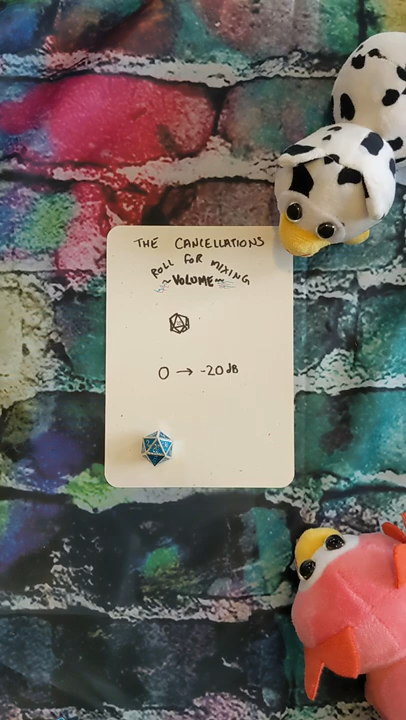 THE CANCELLATIONS
ROLL FOR MIXING
~VOLUME~
0 → -20dB